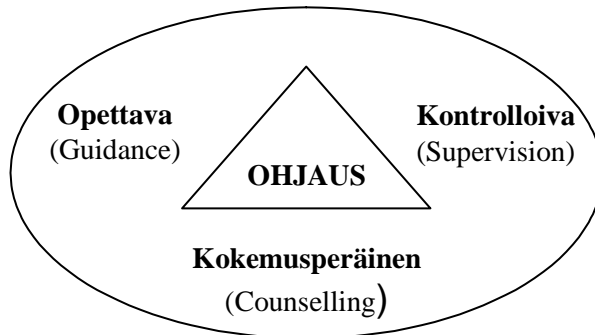 Opettava
(Guidance)
Kontrolloiva
(Supervision)
OHJAUS
Kokemusperäinen
(Counselling)